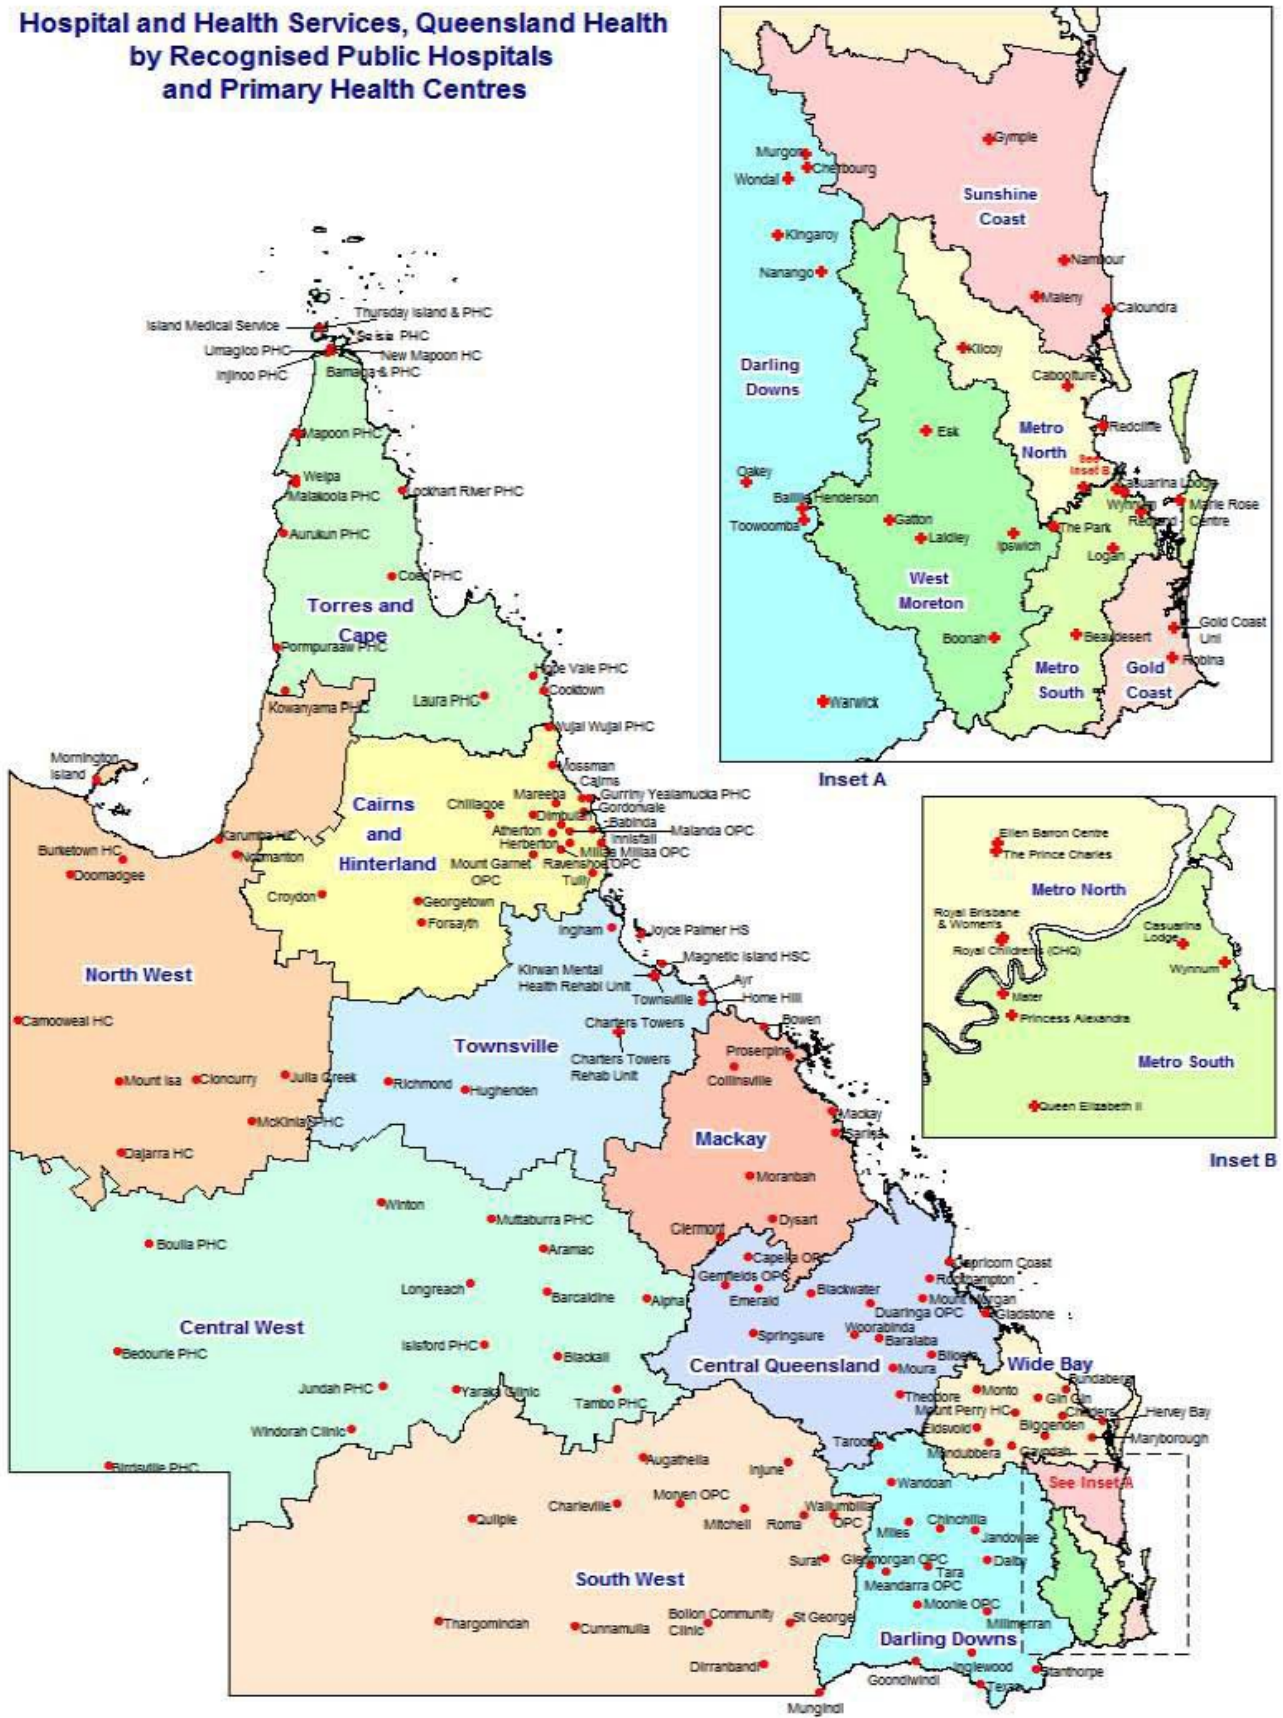 Hospital and Health Services, Queensland Health
by Recognised Public Hospitals
and Primary Health Centres
Gympie
Murgon
Cherbourg
Wondai
Sunshine
Coast
Kingaroy
Nanango
Nambour
Maleny
Caloundra
Kilcoy
Darling
Downs
Caboolture
Metro
North
Redcliffe
Esk
See
Inset B
Oakey
Casuarina Lodge
Baillie Henderson
Wynnum
Marie Rose
Centre
Toowoomba
Gatton
Redland
The Park
Laidley
Ipswich
Logan
West
Moreton
Boonah
Beaudesert
Gold Coast
Uni
Robina
Metro
South
Gold
Coast
Warwick
Inset A
Island Medical Service
Thursday Island & PHC
Seisia PHC
Umagico PHC
New Mapoon HC
Injinoo PHC
Bamaga & PHC
Mapoon PHC
Weipa
Malakoola PHC
Lockhart River PHC
Aurukun PHC
Coen PHC
Torres and
Cape
Pormpuraaw PHC
Hope Vale PHC
Cooktown
Laura PHC
Kowanyama PHC
Wujal Wujal PHC
Mornington
Island
Mossman
Cairns
Mareeba
Gurriny Yealamucka PHC
Cairns
and
Hinterland
Chillagoe
Gordonvale
Dimbulah
Babinda
Atherton
Malanda OPC
Herberton
Innisfail
Millaa Millaa OPC
Mount Garnet
OPC
Ravenshoe OPC
Tully
Karumba HC
Burketown HC
Normanton
Doomadgee
Croydon
Georgetown
Forsayth
Ellen Barron Centre
The Prince Charles
Metro North
Royal Brisbane
& Women's
Royal Children's (CHQ)
Casuarina
Lodge
Wynnum
Mater
Princess Alexandra
Metro South
Queen Elizabeth II
Inset B
Ingham
Joyce Palmer HS
Magnetic Island HSC
North West
Kirwan Mental
Health Rehabi Unit
Townsville
Ayr
Home Hill
Camooweal HC
Charters Towers
Bowen
Townsville
Charters Towers
Rehab Unit
Proserpine
Collinsville
Mount Isa
Cloncurry
Julia Creek
Richmond
Hughenden
McKinlay PHC
Mackay
Sarina
Mackay
Dajarra HC
Moranbah
Winton
Muttaburra PHC
Dysart
Clermont
Boulia PHC
Aramac
Capella OPC
Capricorn Coast
Gemfields OPC
Rockhampton
Longreach
Barcaldine
Alpha
Emerald
Blackwater
Mount Morgan
Duaringa OPC
Gladstone
Central West
Springsure
Woorabinda
Baralaba
Isisford PHC
Blackall
Biloela
Bedourie PHC
Central Queensland
Moura
Wide Bay
Jundah PHC
Yaraka Clinic
Tambo PHC
Theodore
Monto
Bundaberg
Gin Gin
Mount Perry HC
Childers
Hervey Bay
Windorah Clinic
Eidsvold
Biggenden
Maryborough
Taroom
Mundubbera
Gayndah
Birdsville PHC
Augathella
Injune
Wandoan
See Inset A
Charleville
Morven OPC
Mitchell
Roma
Wallumbilla
OPC
Quilpie
Miles
Chinchilla
Jandowae
Surat
Glenmorgan OPC
Tara
Dalby
South West
Meandarra OPC
Moonie OPC
Thargomindah
Cunnamulla
Bollon Community
Clinic
St George
Millmerran
Darling Downs
Dirranbandi
Inglewood
Stanthorpe
Goondiwindi
Texas
Mungindi